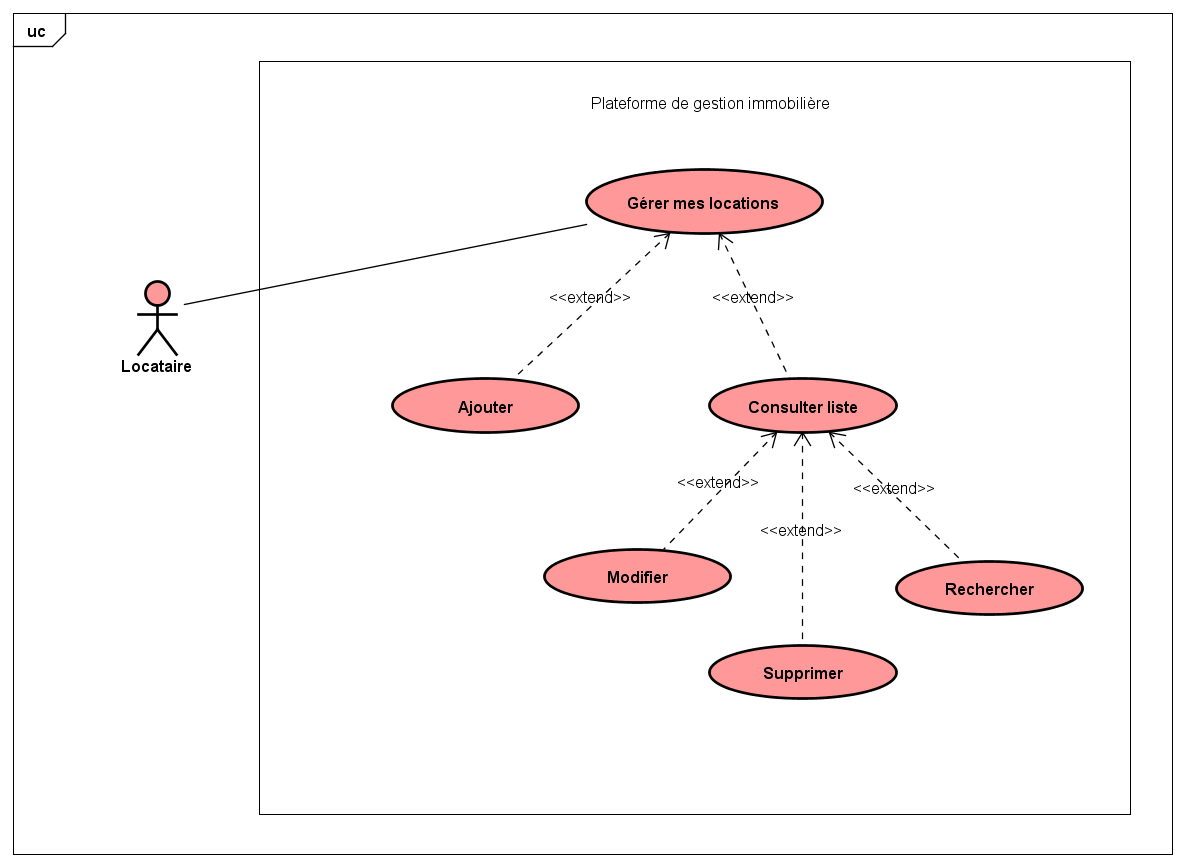 uc
Plateforme de gestion immobilière
Gérer mes locations
<<extend>>
<<extend>>
Locataire
Ajouter
Consulter liste
<<extend>>
<<extend>>
<<extend>>
Modifier
Rechercher
Supprimer